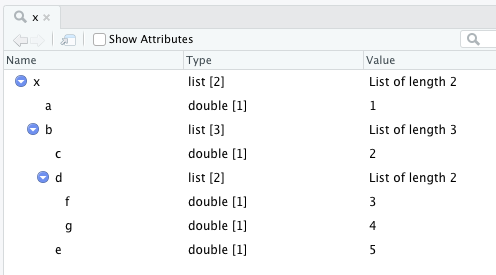 x
Show Attributes
Name Type Value
x list [2] List of length 2
a double [1] 1
b list [3] List of length 3
c double [1] 2
d list [2] List of length 2
f double [1] 3
g double [1] 4
e double [1] 5